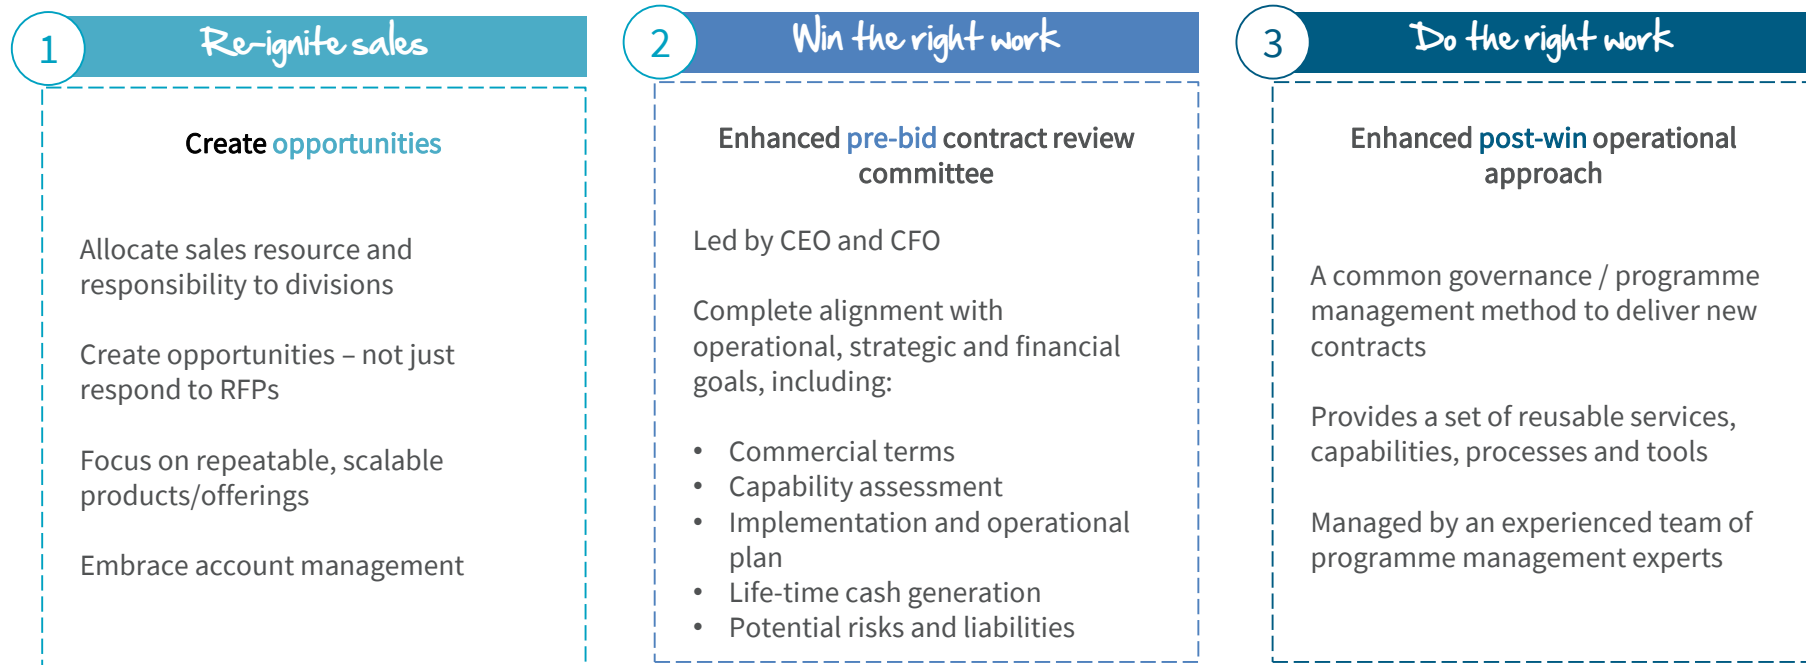 1
Re-ignite sales
Create opportunities
Allocate sales resource and
responsibility to divisions
Create opportunities – not just
respond to RFPs
Focus on repeatable, scalable
products/offerings
Embrace account management
2
Win the right work
Enhanced pre-bid contract review
committee
Led by CEO and CFO
Complete alignment with
operational, strategic and financial
goals, including:
• Commercial terms
• Capability assessment
• Implementation and operational
plan
• Life-time cash generation
• Potential risks and liabilities
3
Do the right work
Enhanced post-win operational
approach
A common governance / programme
management method to deliver new
contracts
Provides a set of reusable services,
capabilities, processes and tools
Managed by an experienced team of
programme management experts